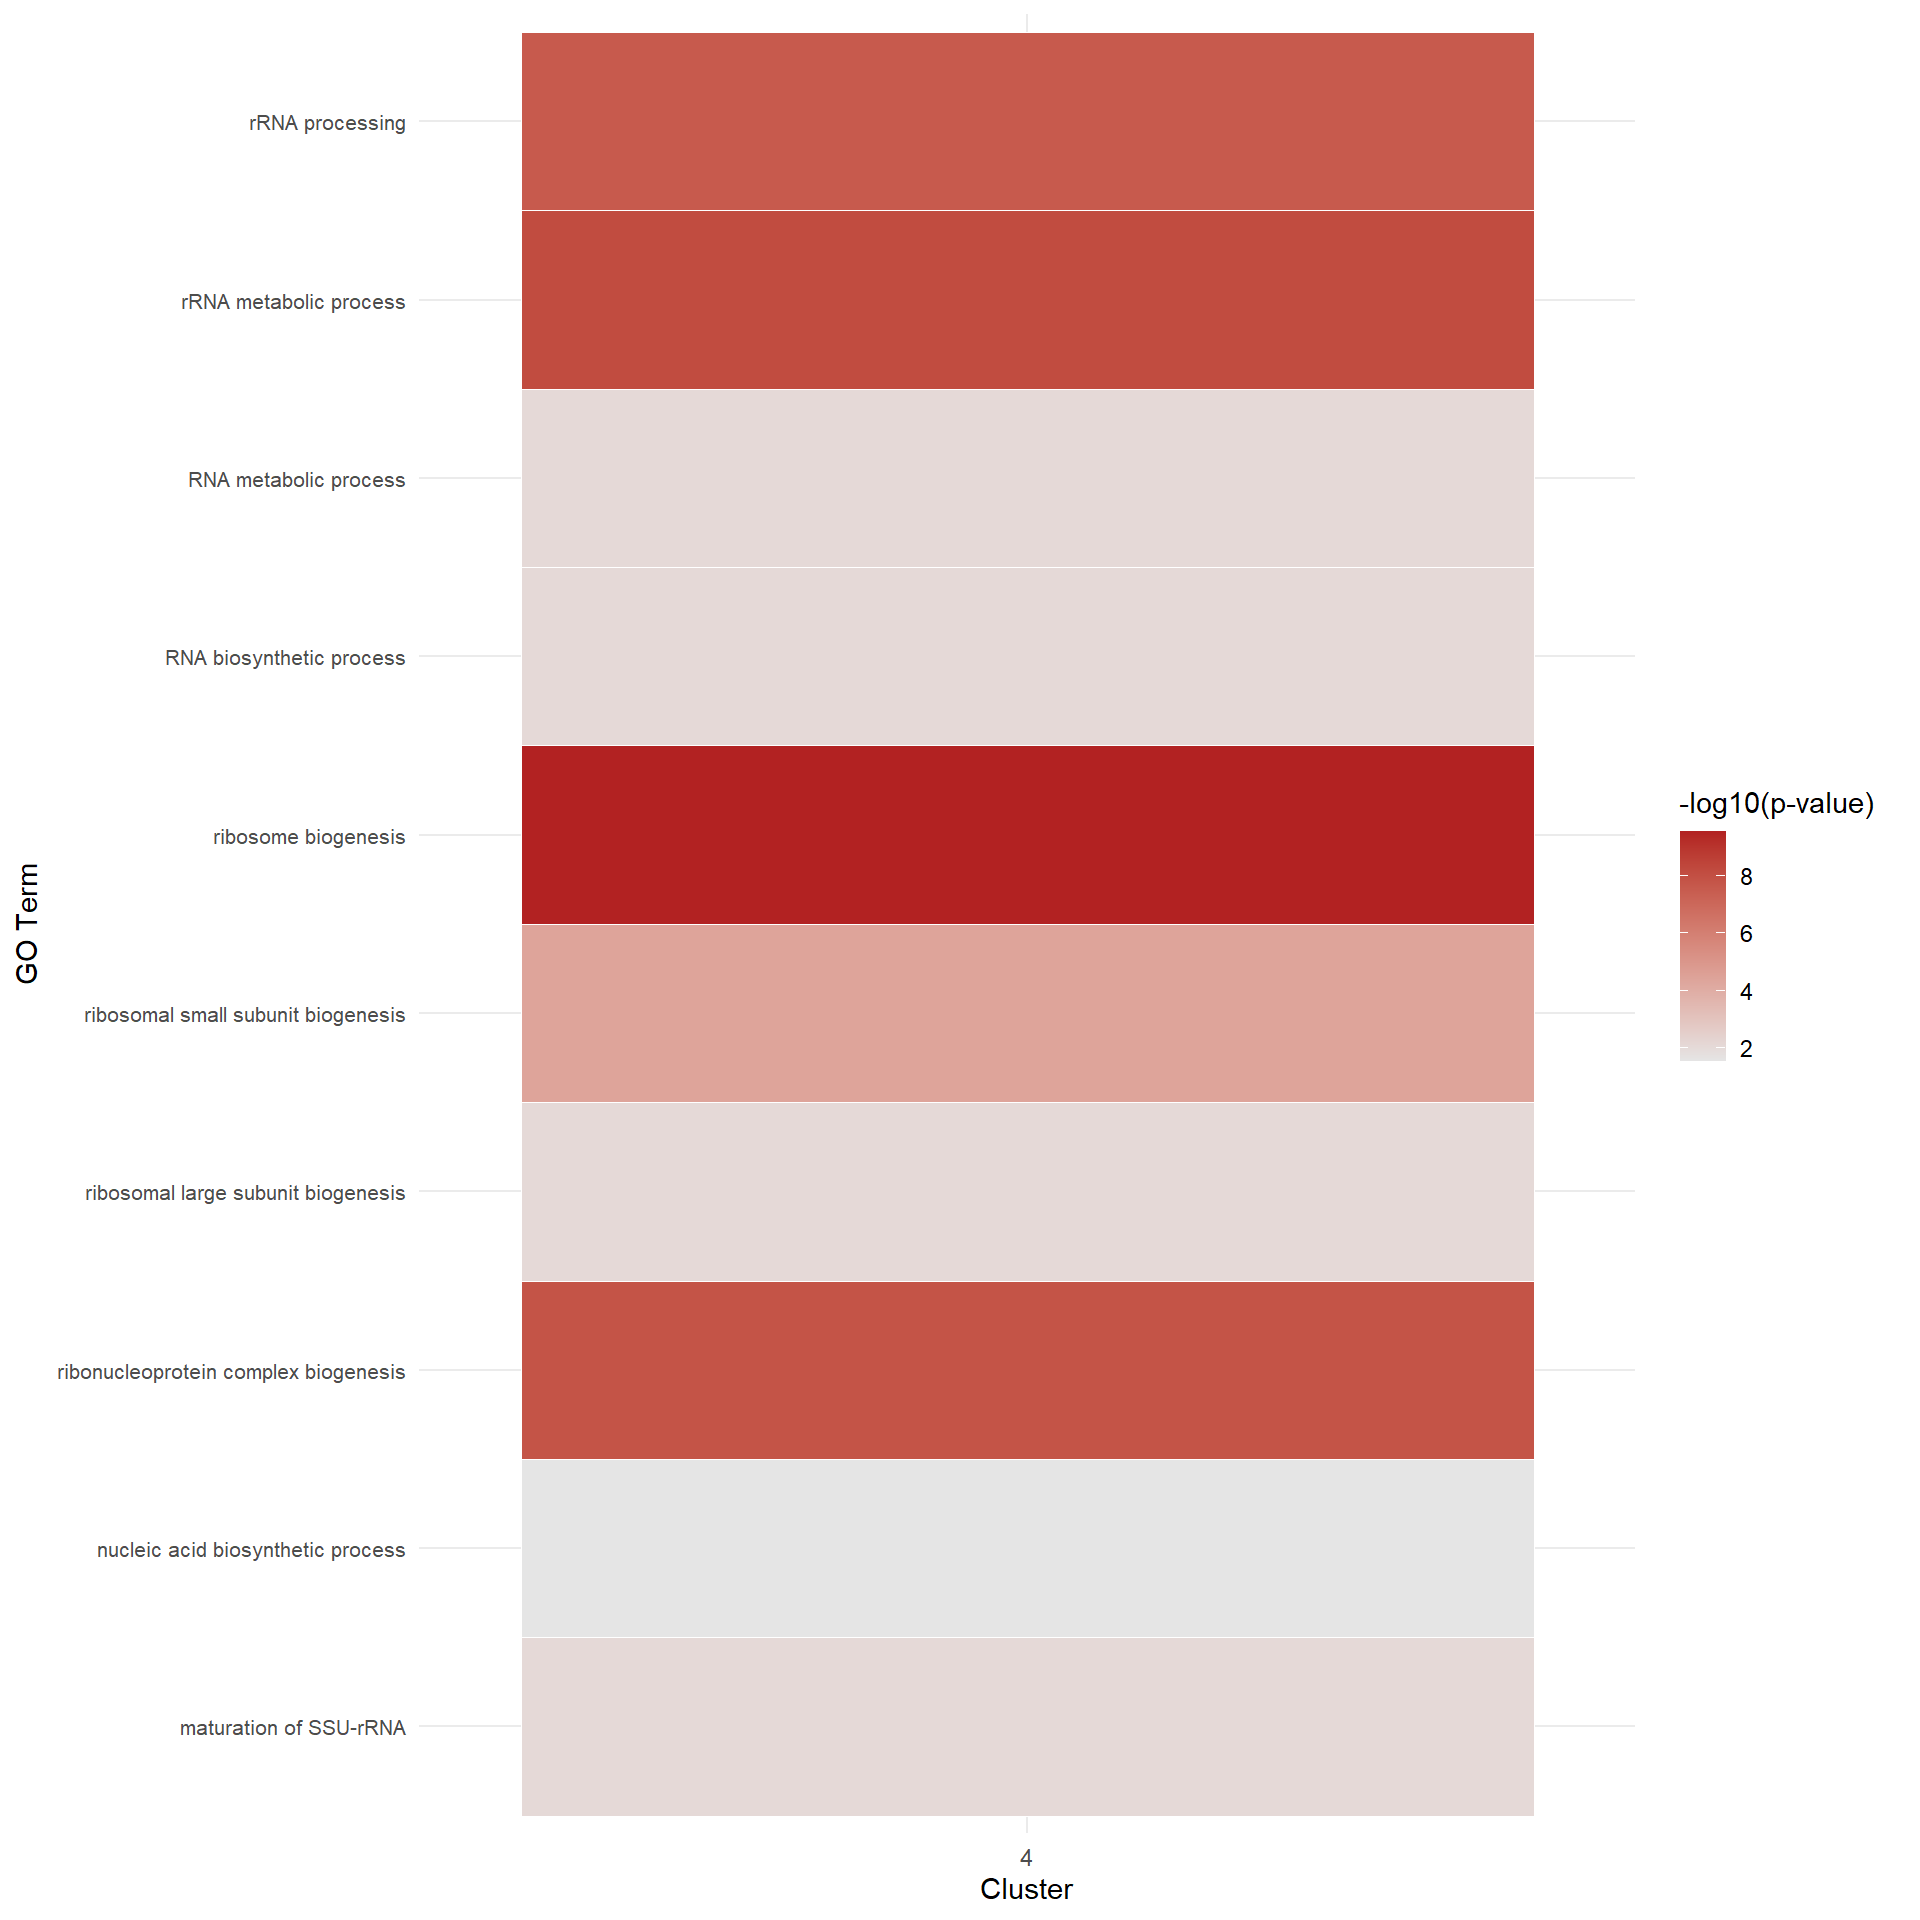 rRNA processing
rRNA metabolic process
RNA metabolic process
RNA biosynthetic process
ribosome biogenesis
ribosomal small subunit biogenesis
ribosomal large subunit biogenesis
ribonucleoprotein complex biogenesis
nucleic acid biosynthetic process
maturation of SSU-rRNA
GO Term
4
Cluster
-log10(p-value)
8
6
4
2